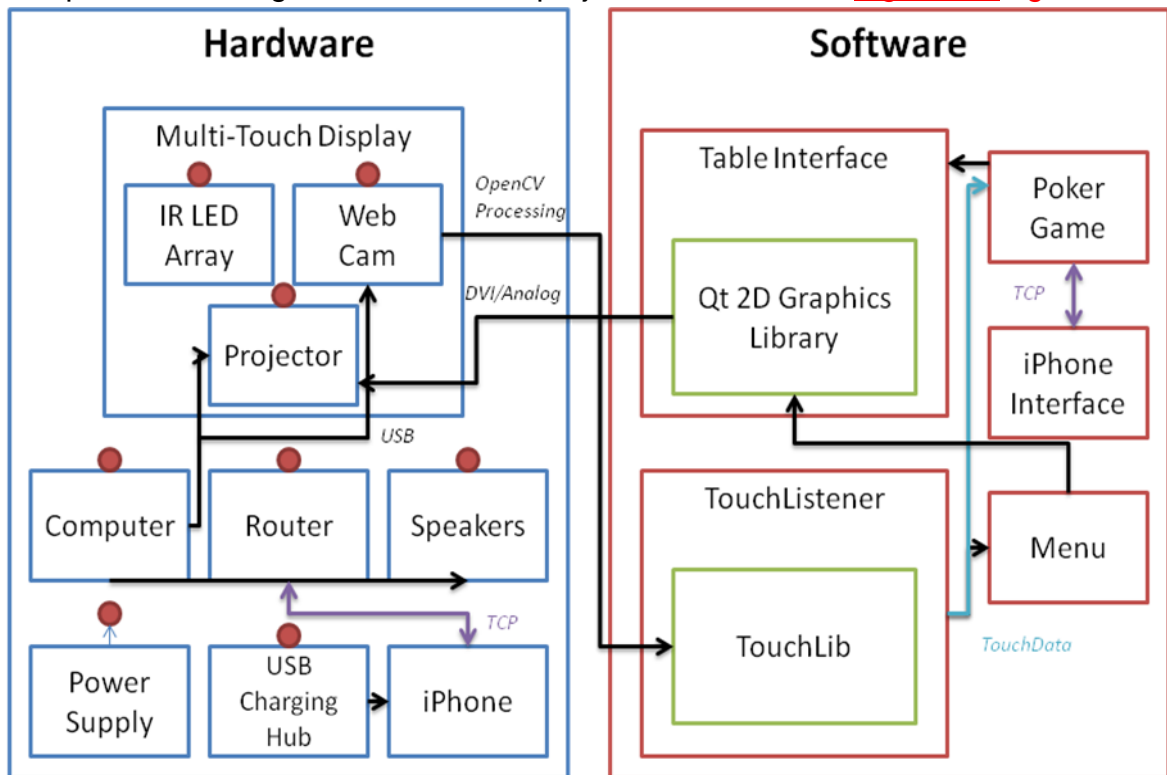 Hardware
Multi-Touch Display
IR LED
Array
Web
Cam
Projector
OpenCV
Processing
DVI/Analog
USB
Computer
Router
Speakers
TCP
Power
Supply
USB
Charging
Hub
iPhone
Software
Table Interface
Qt 2D Graphics
Library
Poker
Game
TCP
iPhone
Interface
TouchListener
TouchLib
Menu
TouchData